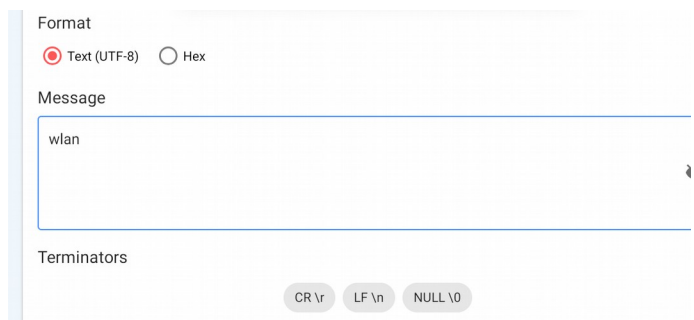 Format
Text (UTF-8) Hex
Message
wlan
Terminators
CR \r LF \n NULL \0